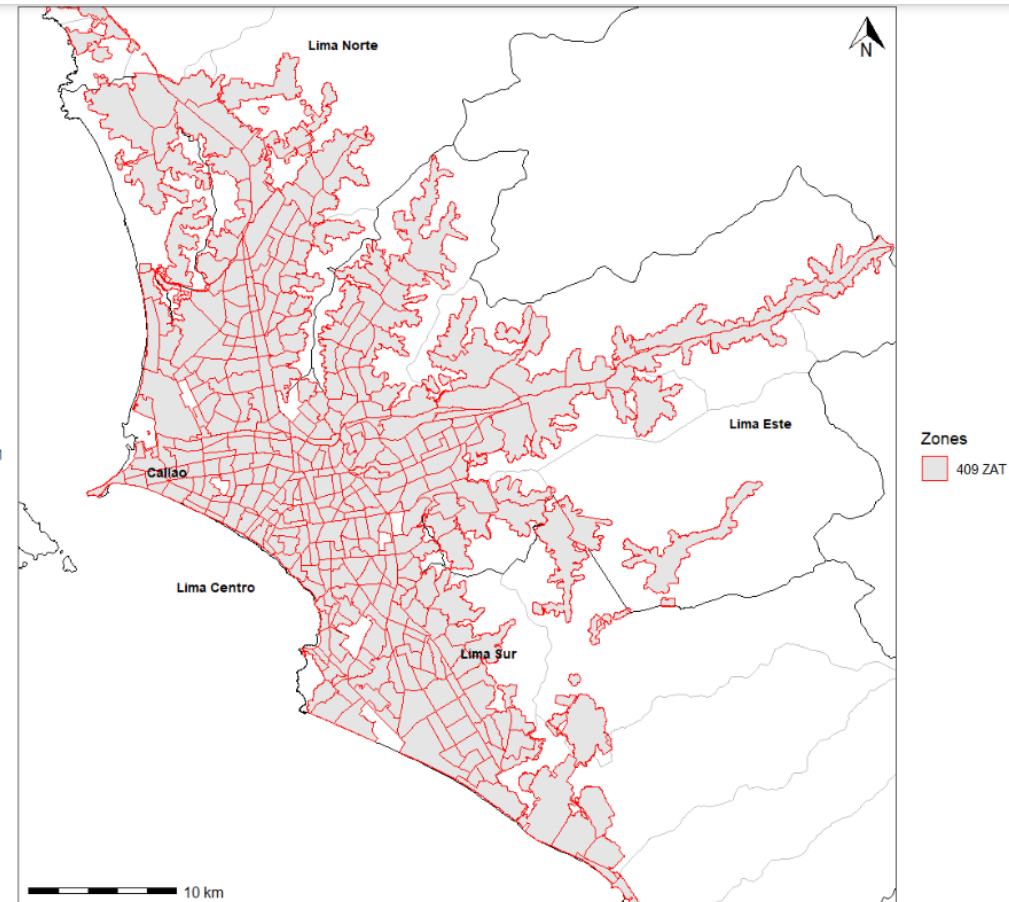 Lima Norte
N
Lima Este
Zones
409 ZAT
Callao
Lima Centro
Lima Sur
10 km